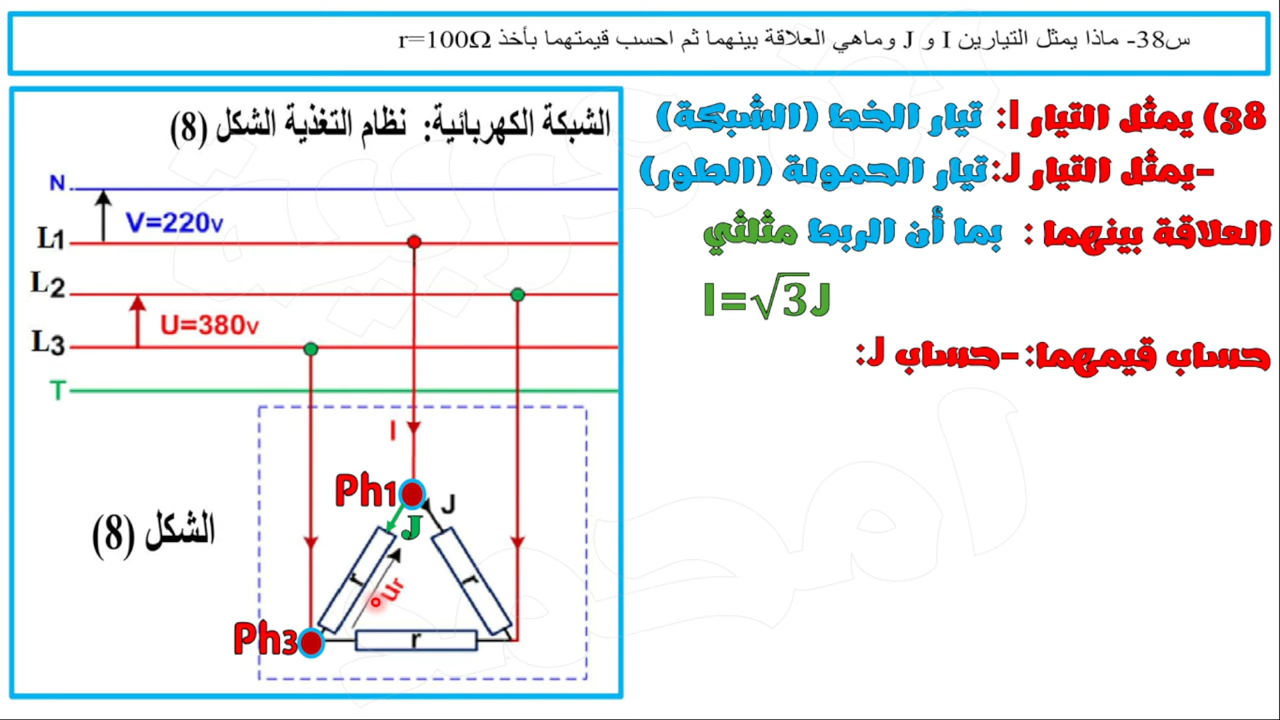 س38- ماذا يمثل التيارين I و J وماهي العلاقة بينهما ثم احسب قيمتهما بأخذ r=100Ω
38) يمثل التيار I: تيار الخط (الشبكة)
-يمثل التيار J: تيار الحمولة (الطور)
العلاقة بينهما : بما أن الربط مثلثي
I=√3J
حساب قيمهما: -حساب J:
الشبكة الكهربائية: نظام التغذية الشكل (8)
N
V=220V
L1
L2
U=380V
L3
T
I
Ph1
J
J
الشكل (8)
r
Ur
r
Ph3
r